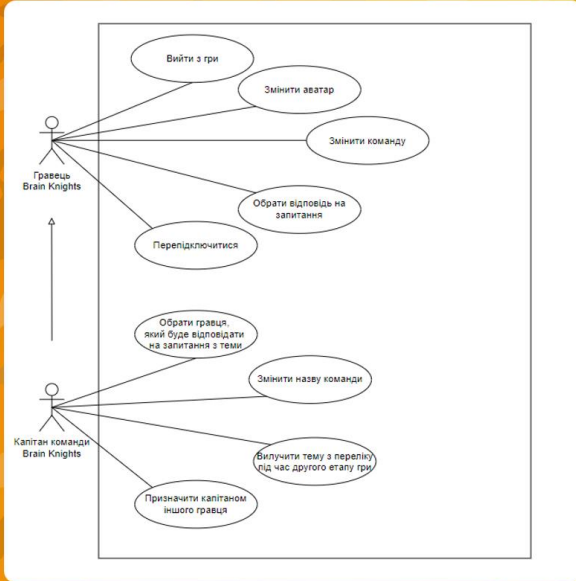 Вийти з гри
Змінити аватар
Змінити команду
Гравець
Brain Knights
Обрати відповідь на
запитання
Перепідключитися
Обрати гравця,
який буде відповідати
на запитання з теми
Змінити назву команди
Капітан команди
Brain Knights
Вилучити тему з переліку
під час другого етапу гри
Призначити капітаном
іншого гравця